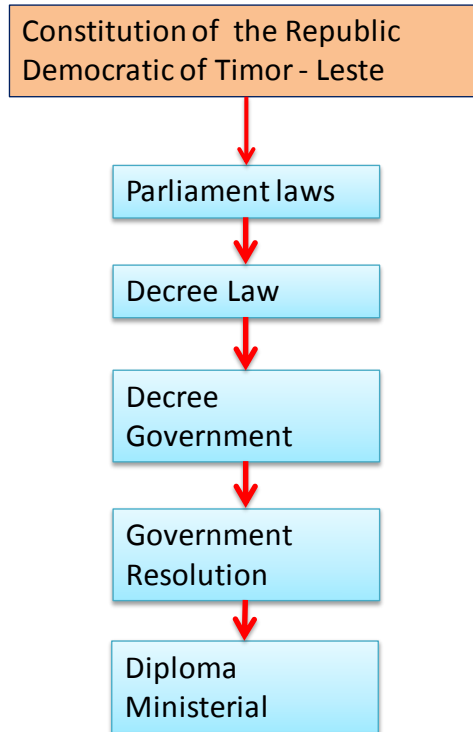 Constitution of  the Republic
Democratic of Timor - Leste
Parliament laws
Decree Law
Decree
Government
Government
Resolution
Diploma
Ministerial